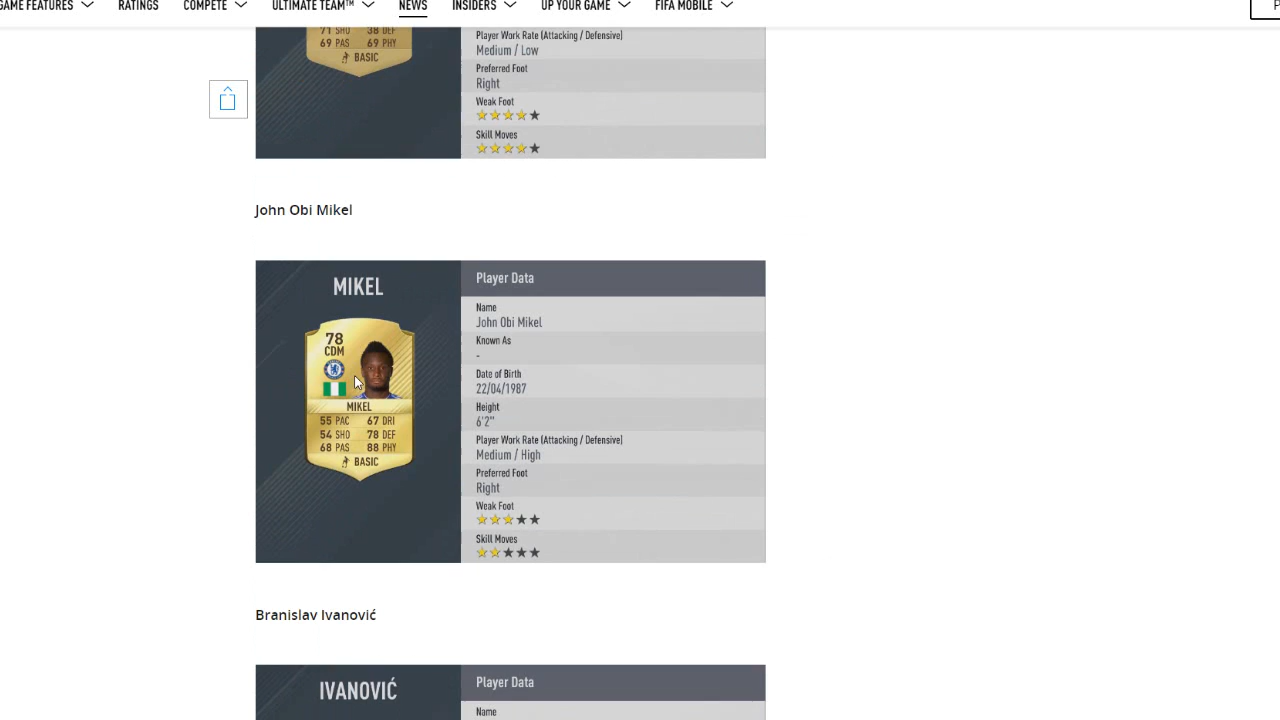 GAME FEATURES RATINGS COMPETE ULTIMATE TEAM™ NEWS INSIDERS UP YOUR GAME FIFA MOBILE
71 SHO 38 DEF
69 PAS 69 PHY
BASIC
Player Work Rate (Attacking / Defensive)
Medium / Low
Preferred Foot
Right
Weak Foot
Skill Moves
John Obi Mikel
MIKEL
78
CDM
MIKEL
55 PAC 67 DRI
54 SHO 78 DEF
68 PAS 88 PHY
BASIC
Player Data
Name
John Obi Mikel
Known As
-
Date of Birth
22/04/1987
Height
6'2"
Player Work Rate (Attacking / Defensive)
Medium / High
Preferred Foot
Right
Weak Foot
Skill Moves
Branislav Ivanović
IVANOVIĆ
Player Data
Name